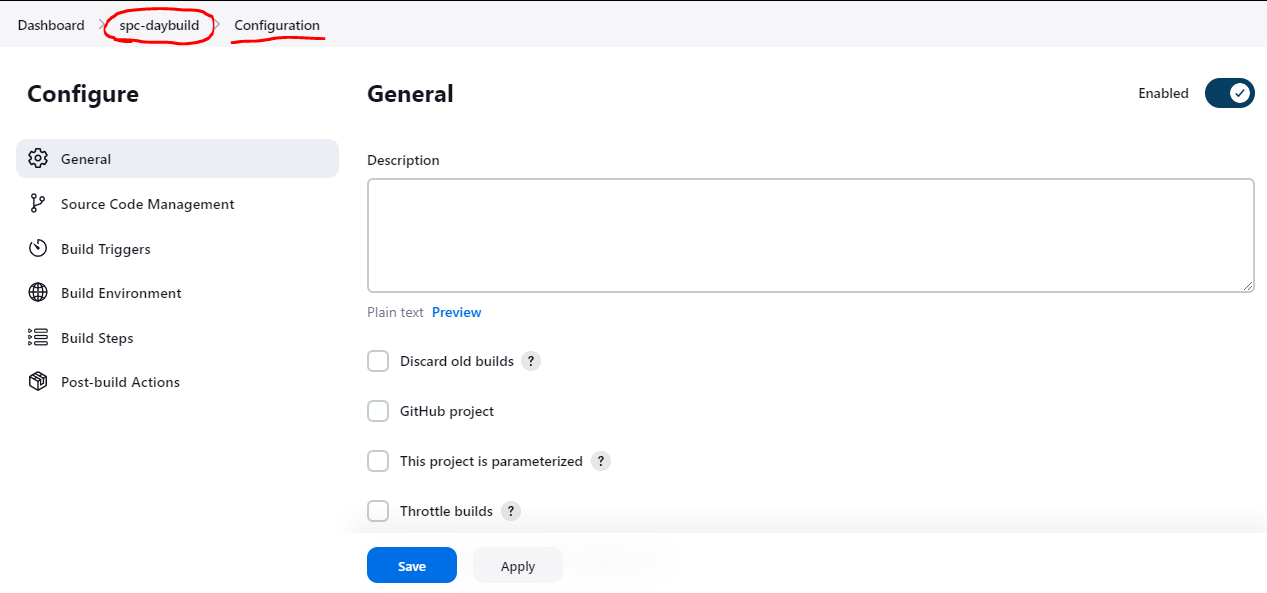 Dashboard > spc-daybuild > Configuration
Configure
General
Source Code Management
Build Triggers
Build Environment
Build Steps
Post-build Actions
General
Enabled
Description
Plain text Preview
Discard old builds ?
GitHub project
This project is parameterized ?
Throttle builds ?
Save Apply